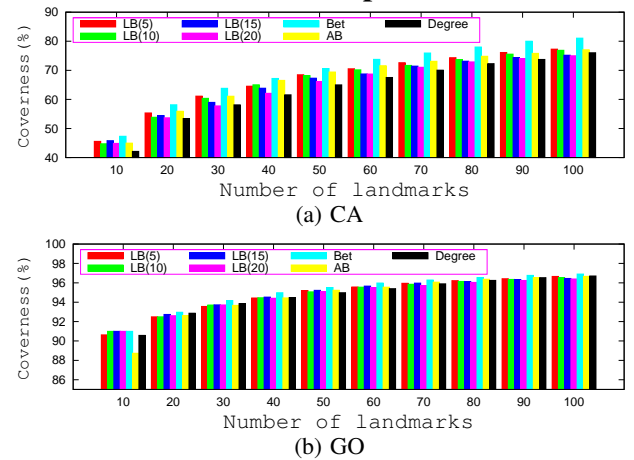 90
80
70
60
50
40
Coverness(%)
LB(5) LB(15) Bet Degree
LB(10) LB(20) AB
10 20 30 40 50 60 70 80 90 100
Number of landmarks
(a) CA
100
98
96
94
92
90
88
86
Coverness(%)
LB(5) LB(15) Bet Degree
LB(10) LB(20) AB
10 20 30 40 50 60 70 80 90 100
Number of landmarks
(b) GO